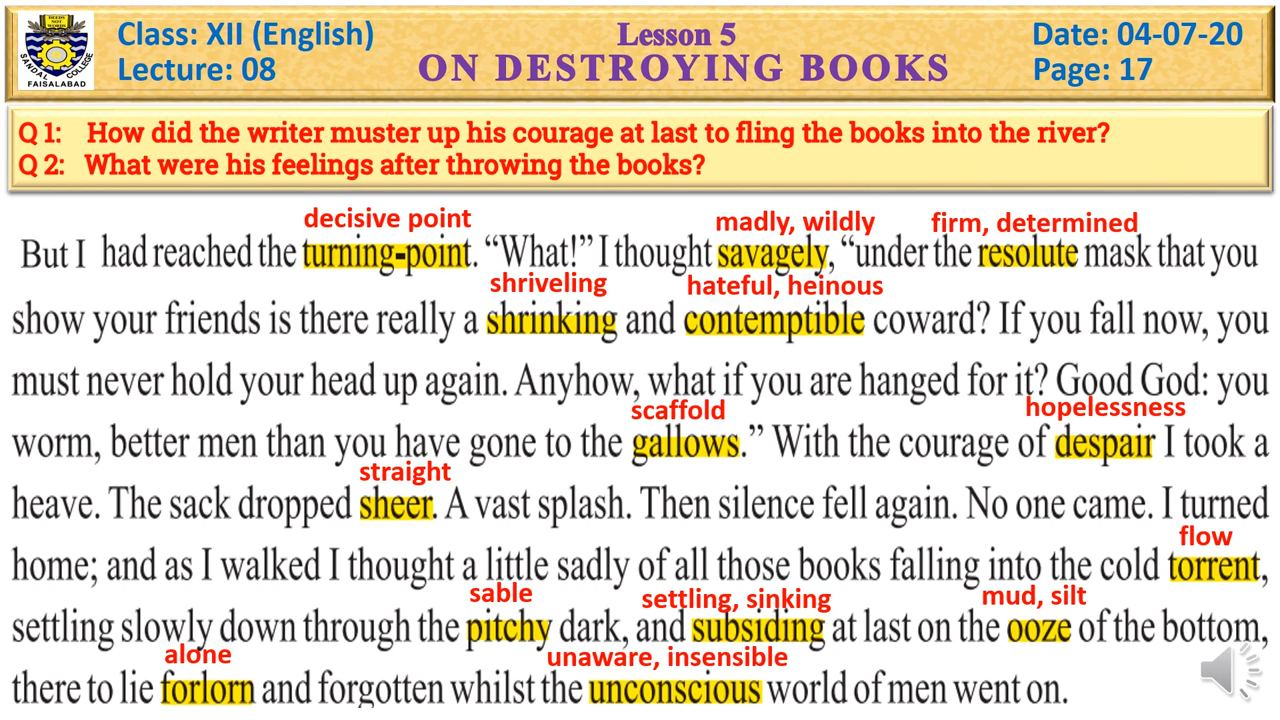 DEEDS
NOT
WORDS
SANDAL COLLEGE
FAISALABAD
Class: XII (English)
Lecture: 08
Lesson 5
ON DESTROYING BOOKS
Date: 04-07-20
Page: 17
Q 1: How did the writer muster up his courage at last to fling the books into the river?
Q 2: What were his feelings after throwing the books?
decisive point madly, wildly firm, determined
But I had reached the turning-point. “What!” I thought savagely, “under the resolute mask that you
shriveling hateful, heinous
show your friends is there really a shrinking and contemptible coward? If you fall now, you
must never hold your head up again. Anyhow, what if you are hanged for it? Good God: you
scaffold hopelessness
worm, better men than you have gone to the gallows.” With the courage of despair I took a
straight
heave. The sack dropped sheer. A vast splash. Then silence fell again. No one came. I turned
flow
home; and as I walked I thought a little sadly of all those books falling into the cold torrent,
sable settling, sinking mud, silt
settling slowly down through the pitchy dark, and subsiding at last on the ooze of the bottom,
alone unaware, insensible
there to lie forlorn and forgotten whilst the unconscious world of men went on.